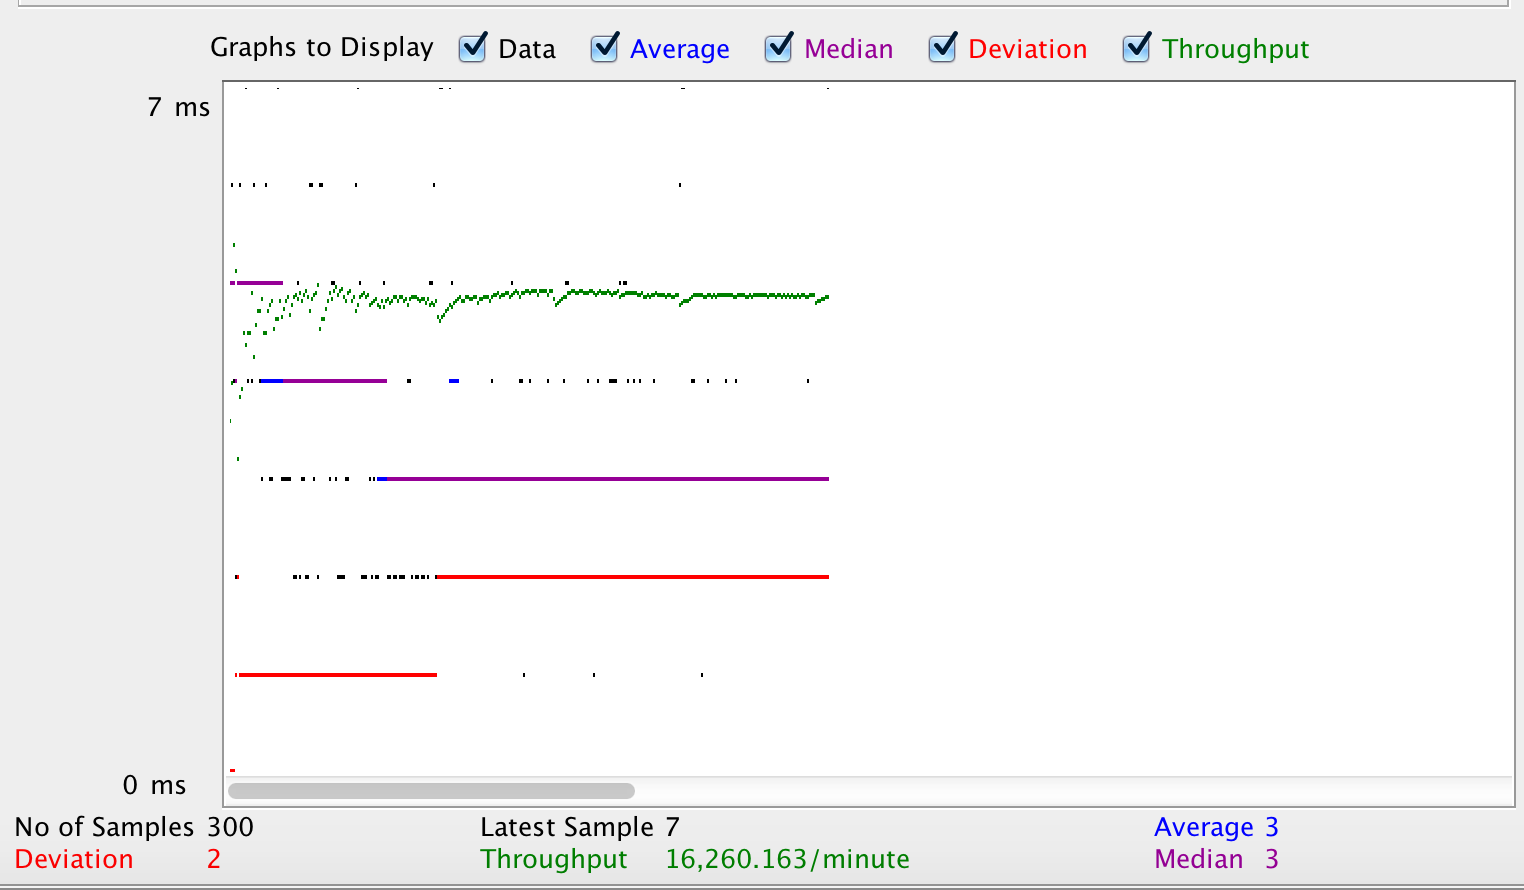 Graphs to Display Data Average Median Deviation Throughput
7 ms
0 ms
No of Samples 300 Latest Sample 7 Average 3
Deviation 2 Throughput 16,260.163/minute Median 3